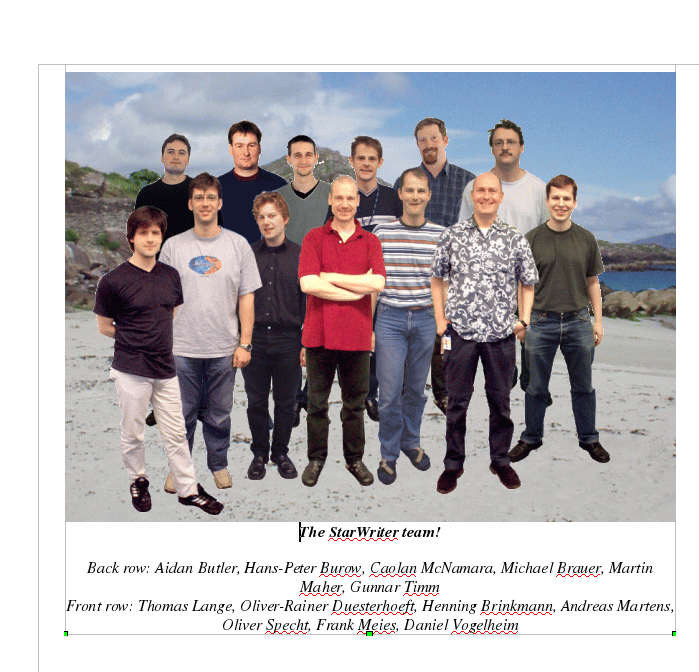 The StarWriter team!
Back row: Aidan Butler, Hans-Peter Burow, Caolan McNamara, Michael Brauer, Martin
Maher, Gunnar Timm
Front row: Thomas Lange, Oliver-Rainer Duesterhoeft, Henning Brinkmann, Andreas Martens,
Oliver Specht, Frank Meies, Daniel Vogelheim